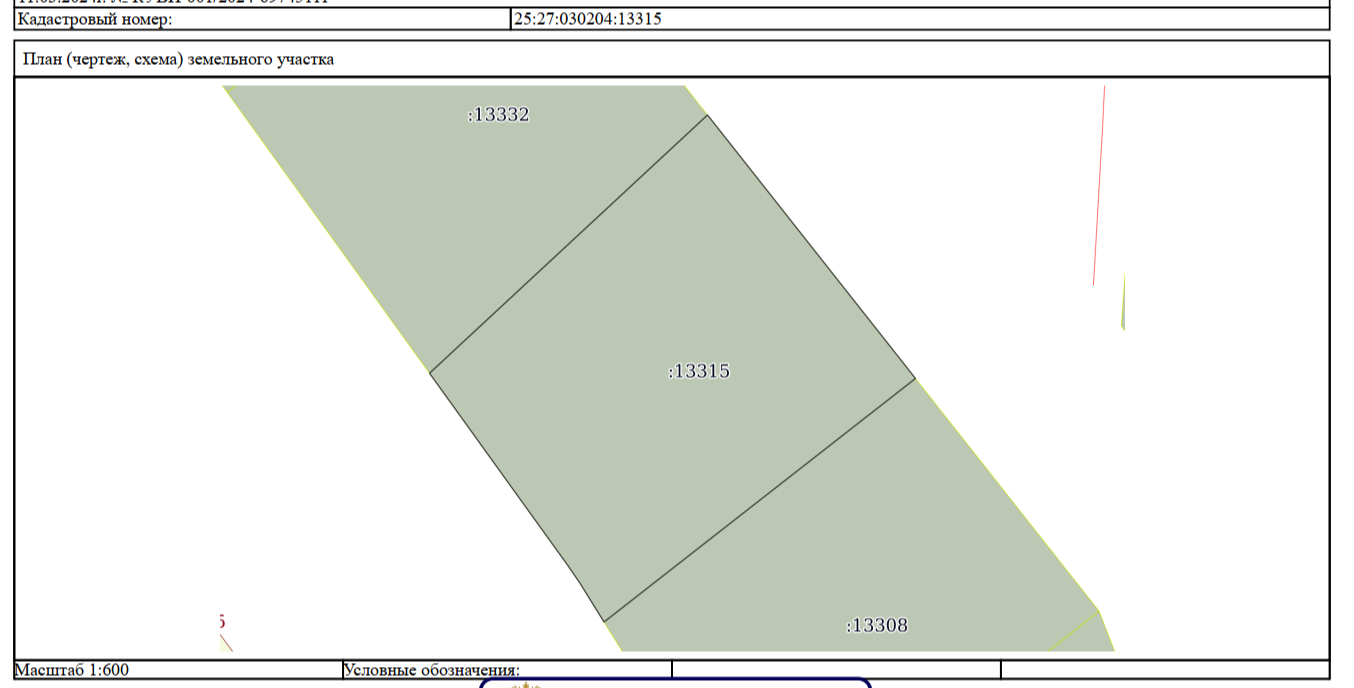 Кадастровый номер:
25:27:030204:13315
План (чертеж, схема) земельного участка
:13332
:13315
:13308
5
Масштаб 1:600
Условные обозначения: